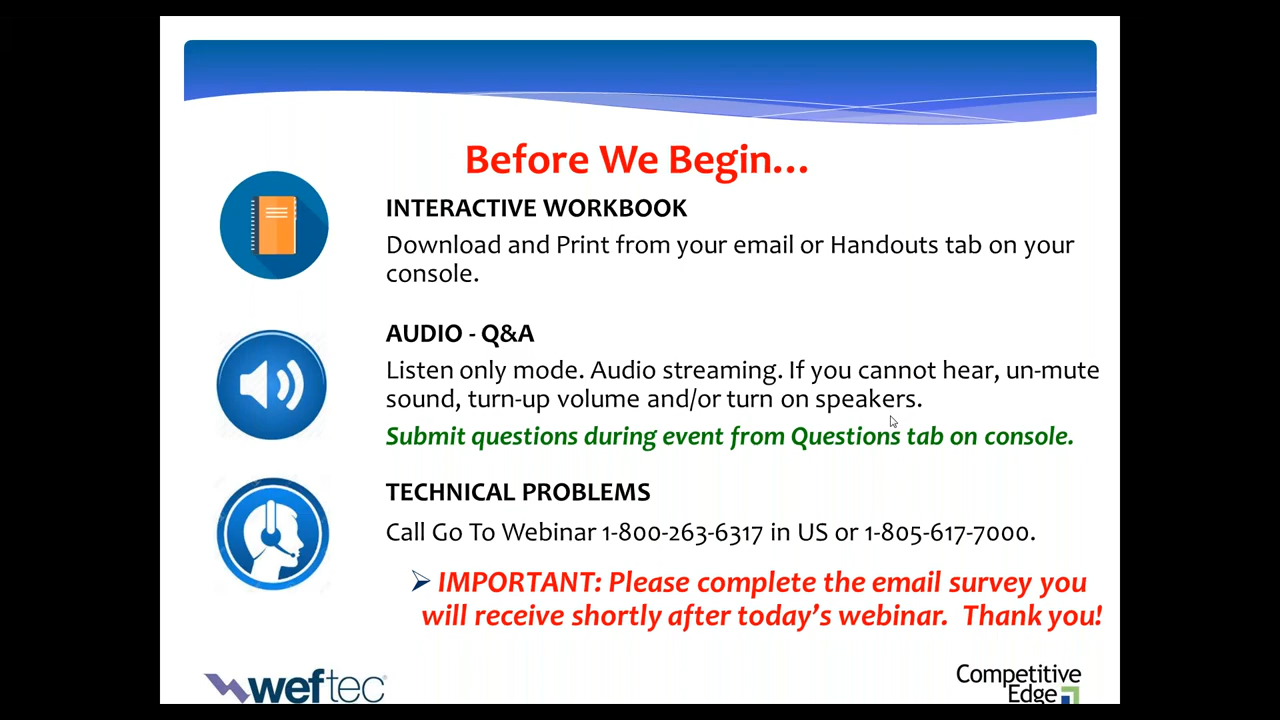 Before We Begin...
INTERACTIVE WORKBOOK
Download and Print from your email or Handouts tab on your
console.
AUDIO - Q&A
Listen only mode. Audio streaming. If you cannot hear, un-mute
sound, turn-up volume and/or turn on speakers.
Submit questions during event from Questions tab on console.
TECHNICAL PROBLEMS
Call Go To Webinar 1-800-263-6317 in US or 1-805-617-7000.
IMPORTANT: Please complete the email survey you
will receive shortly after today’s webinar. Thank you!
weftec®
Competitive
Edge